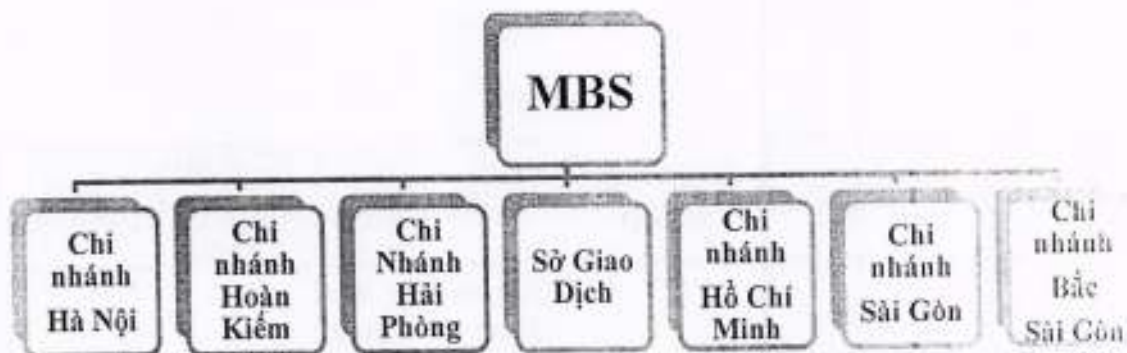 MBS
Chi
nhánh
Hà Nội
Chi
nhánh
Hoàn
Kiếm
Chi
Nhánh
Hải
Phòng
Sở Giao
Dịch
Chi
nhánh
Hồ Chí
Minh
Chi
nhánh
Sài Gòn
Chi
nhánh
Bắc
Sài Gòn